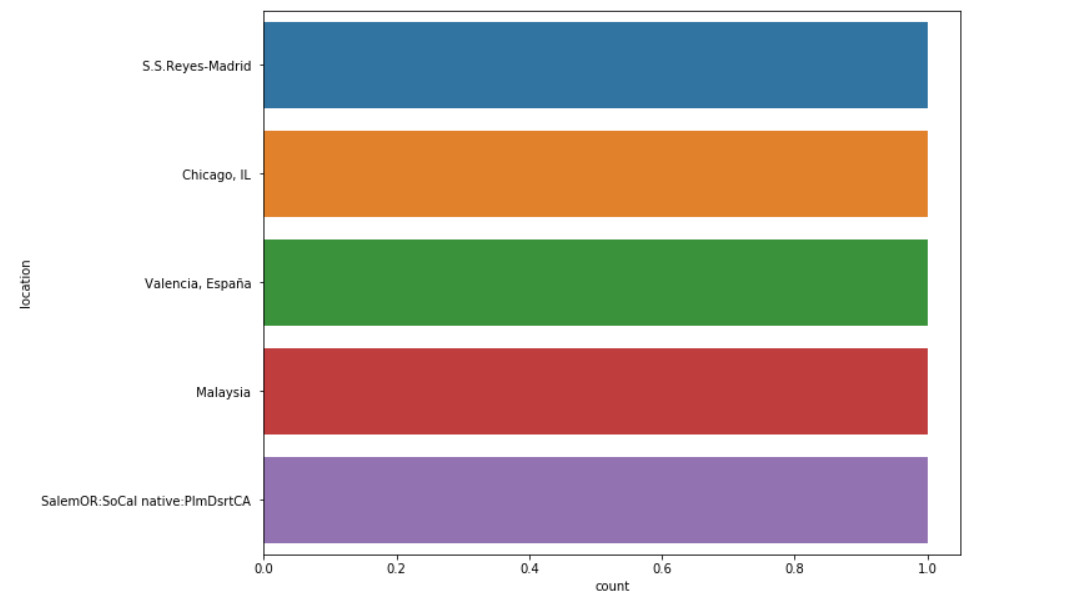 S.S.Reyes-Madrid
Chicago, IL
Valencia, España
location
Malaysia
SalemOR:SoCal native:PlmDsrtCA
0.0 0.2 0.4 0.6 0.8 1.0
count